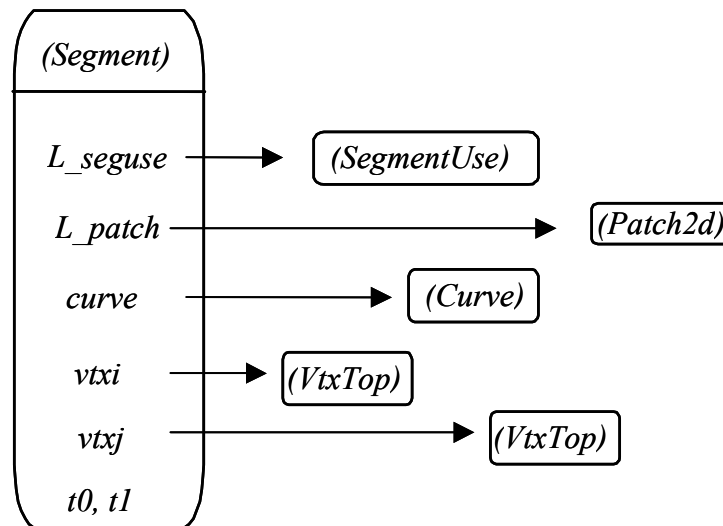 (Segment)
L_seguse (SegmentUse)
L_patch (Patch2d)
curve (Curve)
vtxi (VtxTop)
vtxj (VtxTop)
t0, t1